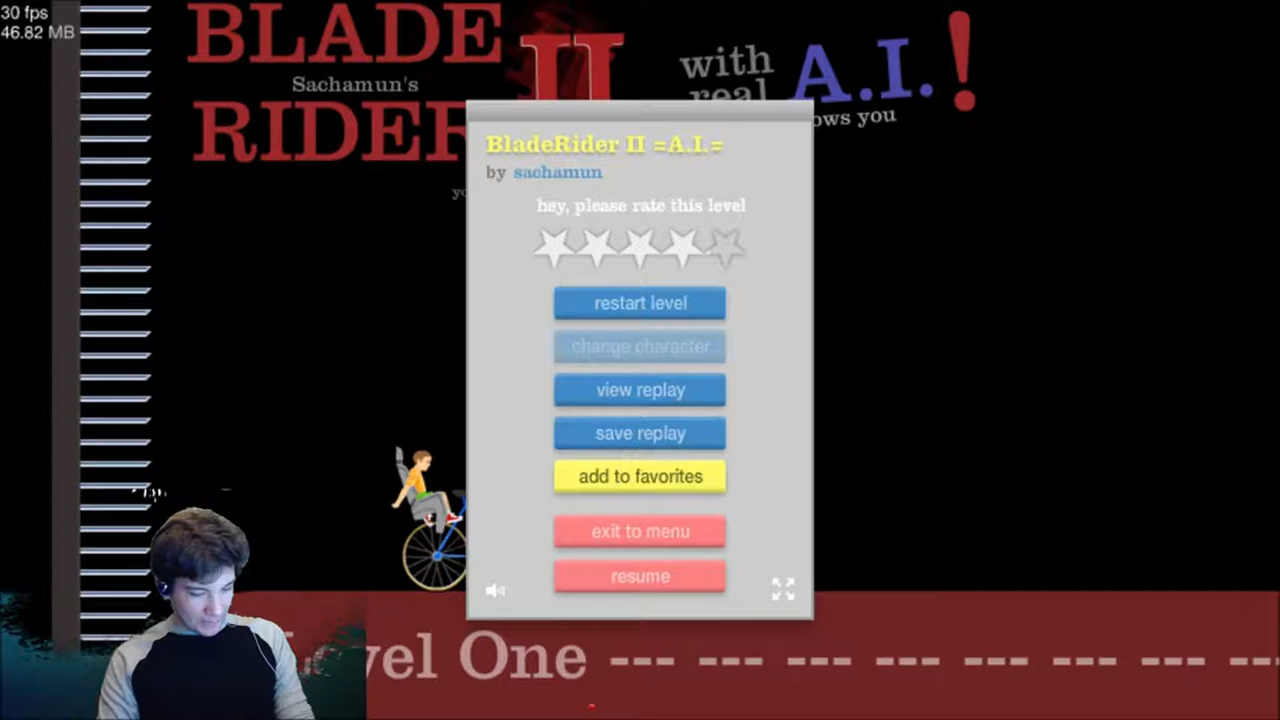 30 fps
46.82 MB
BLADE
Sachamun's
RIDER
II
with
real A.I.!
ows you
BladeRider II =A.I.=
by sachamun
hey, please rate this level
restart level
change character
view replay
save replay
add to favorites
exit to menu
resume
Level One --- --- --- --- --- --- ---